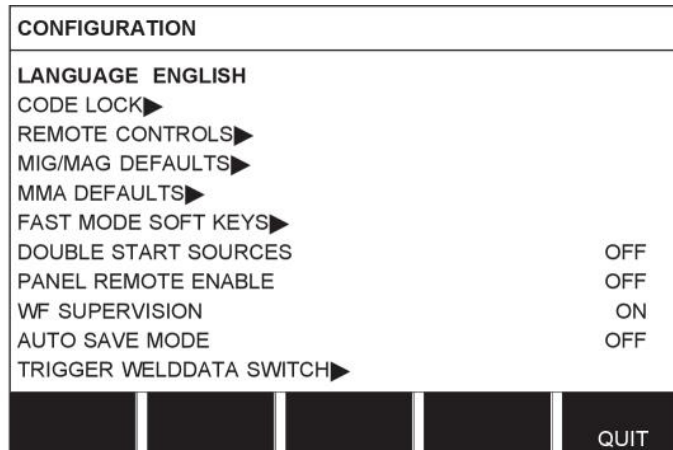 CONFIGURATION
LANGUAGE ENGLISH
CODE LOCK▶
REMOTE CONTROLS▶
MIG/MAG DEFAULTS▶
MMA DEFAULTS▶
FAST MODE SOFT KEYS▶
DOUBLE START SOURCES OFF
PANEL REMOTE ENABLE OFF
WF SUPERVISION ON
AUTO SAVE MODE OFF
TRIGGER WELDDATA SWITCH▶
QUIT